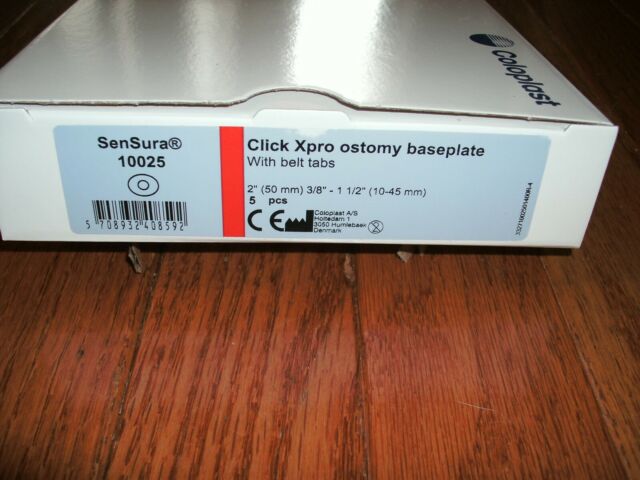 Coloplast
SenSura®
10025
5 708932 408592
Click Xpro ostomy baseplate
With belt tabs
2" (50 mm) 3/8" - 1 1/2" (10-45 mm)
5 pcs
CE
Coloplast A/S
Holtedam 1
3050 Humlebaek
Denmark